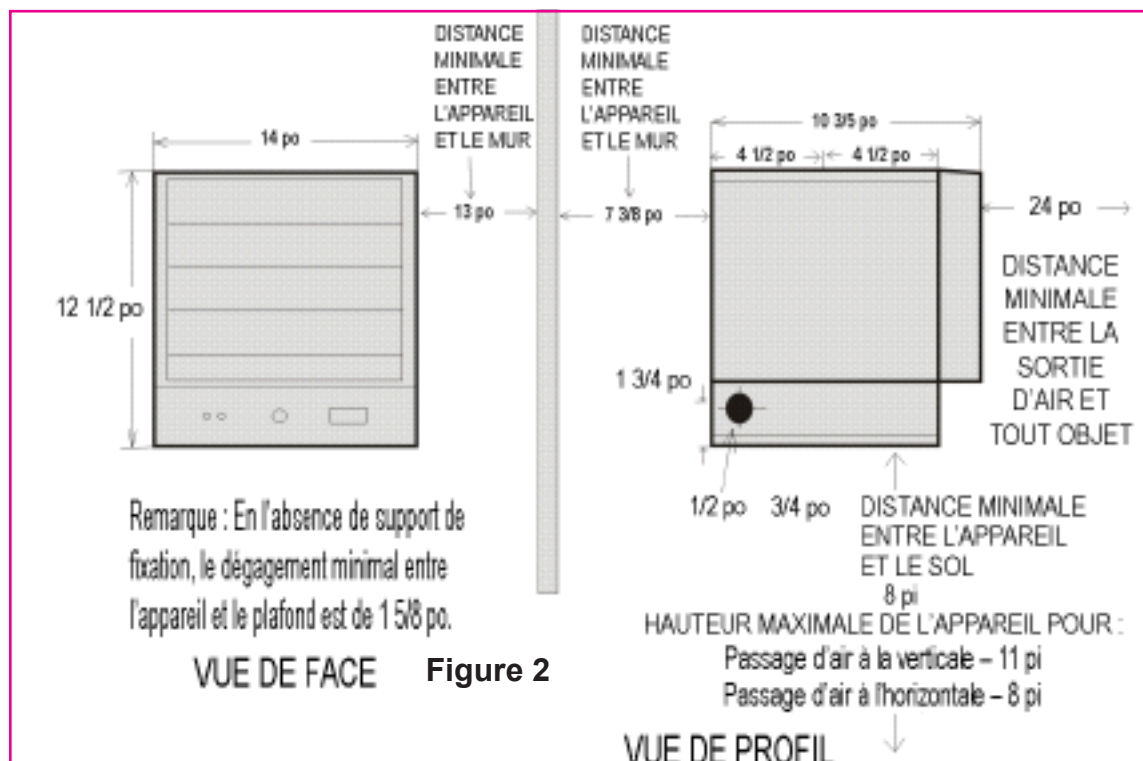 DISTANCE
MINIMALE
ENTRE
L'APPAREIL
ET LE MUR
DISTANCE
MINIMALE
ENTRE
L'APPAREIL
ET LE MUR
14 po
13 po
12 1/2 po
7 3/8 po
10 3/5 po
4 1/2 po
4 1/2 po
24 po
DISTANCE
MINIMALE
ENTRE LA
SORTIE
D'AIR ET
TOUT OBJET
1 3/4 po
1/2 po
3/4 po
DISTANCE MINIMALE
ENTRE L'APPAREIL
ET LE SOL
8 pi
HAUTEUR MAXIMALE DE L'APPAREIL POUR :
Passage d'air à la verticale – 11 pi
Passage d'air à l'horizontale – 8 pi
VUE DE PROFIL
Remarque : En l'absence de support de
fixation, le dégagement minimal entre
l'appareil et le plafond est de 1 5/8 po.
VUE DE FACE
Figure 2